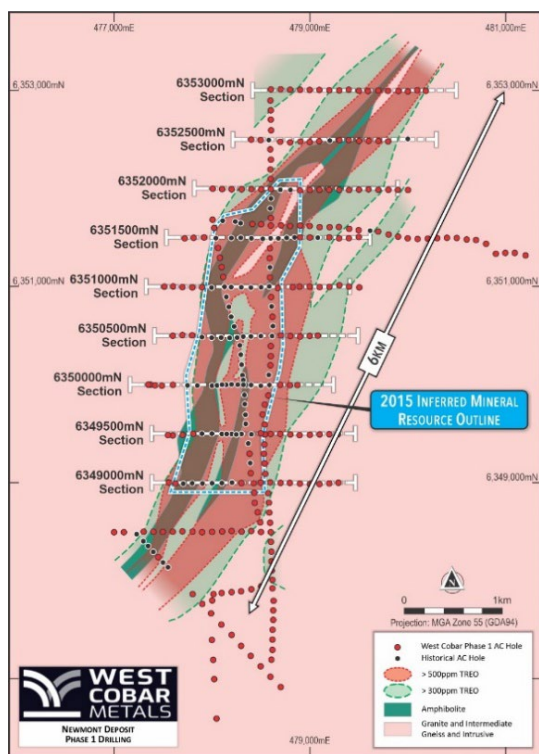 477,000mE
479,000mE
481,000mE
6,353,000mN
6,353,000mN
6353000mN
Section
6352500mN
Section
6352000mN
Section
6351500mN
Section
6,351,000mN
6,351,000mN
6351000mN
Section
6350500mN
Section
6KM
6350000mN
Section
2015 INFERRED MINERAL
RESOURCE OUTLINE
6349500mN
Section
6349000mN
Section
6,349,000mN
6,349,000mN
0
1km
Projection: MGA Zone 55 (GDA94)
West Cobar Phase 1 AC Hole
Historical AC Hole
>500ppm TREO
>300ppm TREO
Amphibolite
Granite and Intermediate
Gneiss and Intrusive
WEST
COBAR
METALS
NEWMONT DEPOSIT
PHASE 1 DRILLING
479,000mE